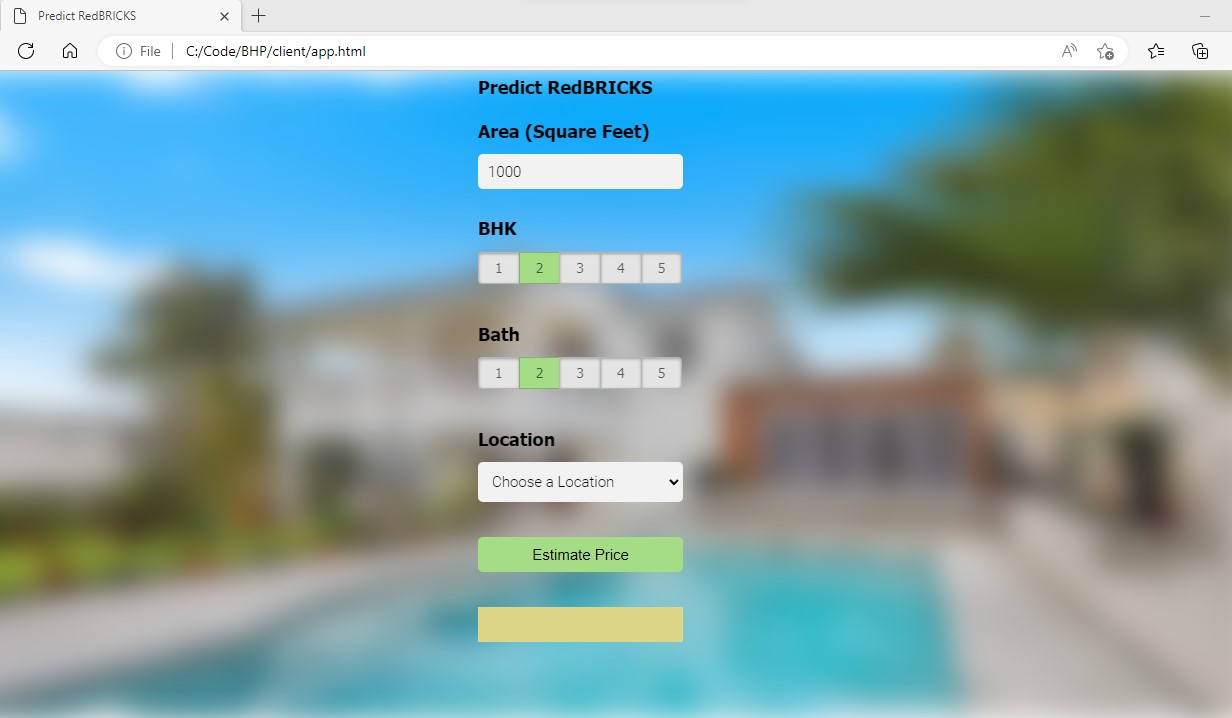 Predict RedBRICKS
File C:/Code/BHP/client/app.html
Predict RedBRICKS
Area (Square Feet)
1000
BHK
1 2 3 4 5
Bath
1 2 3 4 5
Location
Choose a Location
Estimate Price